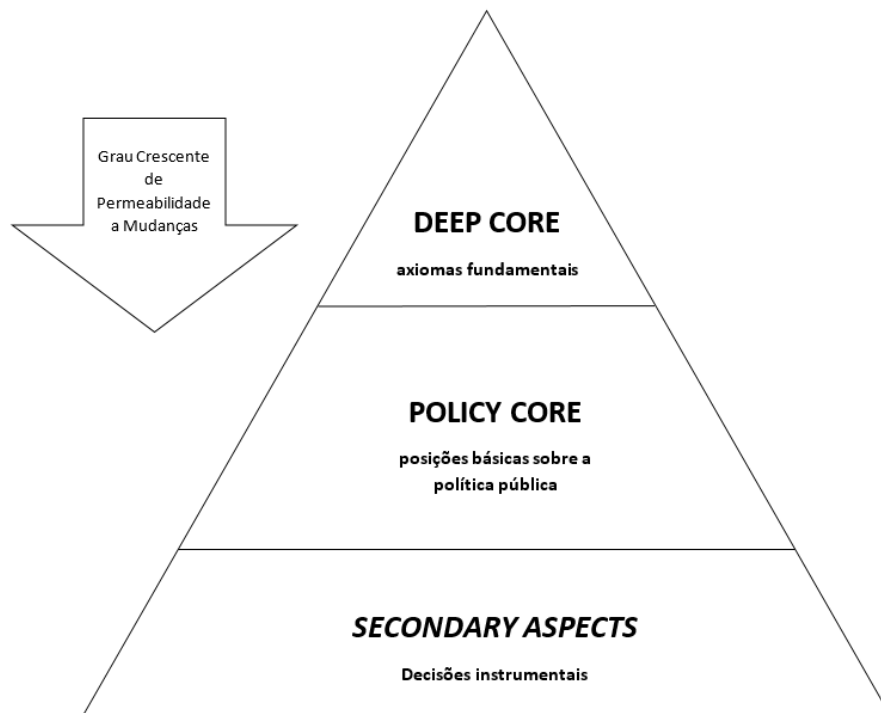 Grau Crescente
de
Permeabilidade
a Mudanças
DEEP CORE
axiomas fundamentais
POLICY CORE
posições básicas sobre a
política pública
SECONDARY ASPECTS
Decisões instrumentais